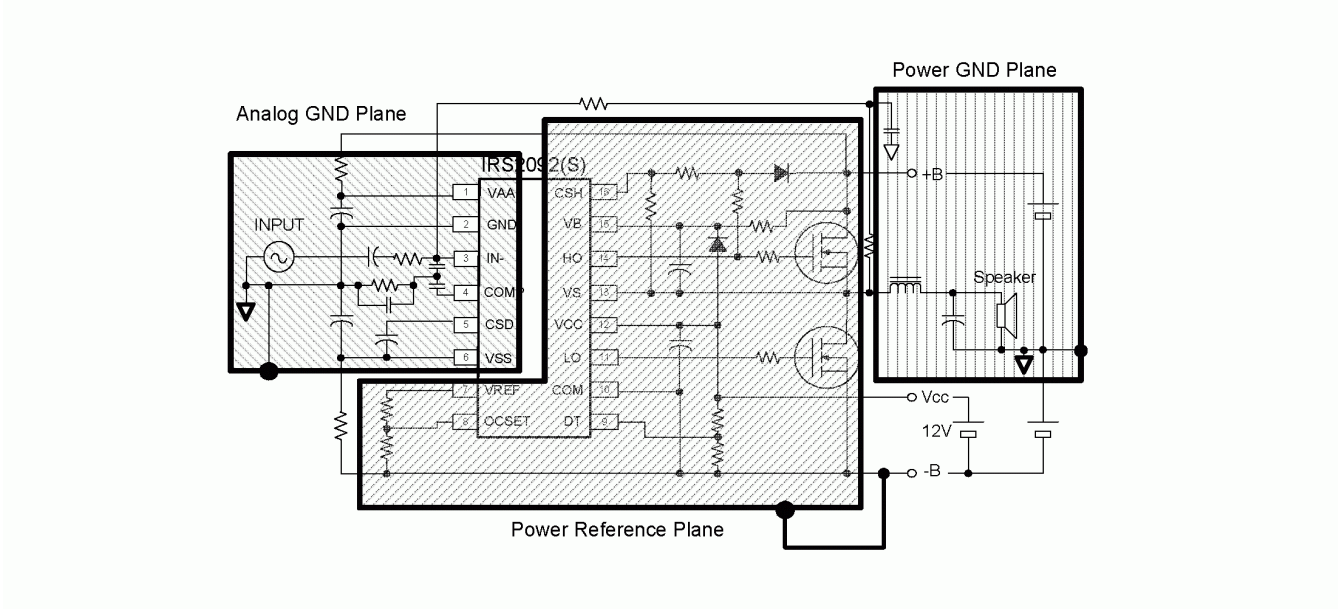 Power GND Plane
Analog GND Plane
IRS2092(S)
1 VAA CSH 16
+B
INPUT
2 GND VB 15
3 IN- HO 14
Speaker
4 COMP VS 13
5 CSD VCC 12
6 VSS LO 11
7 VREF COM 10
Vcc
8 OCSET DT 9
12V
-B
Power Reference Plane